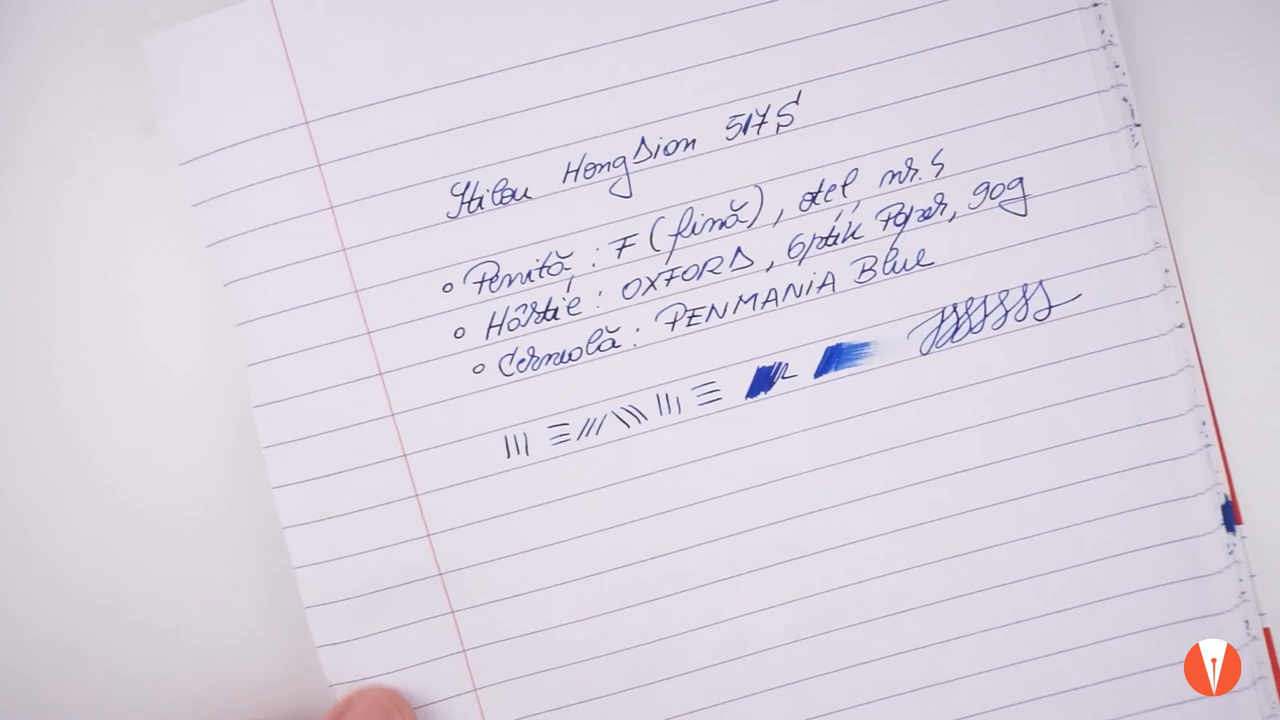 Stilou HongDian 517S
Peniță: F (fină), oțel, nr. 5
Hârtie: OXFORD, Optik Paper, 90g
Cerneală: PENMANIA Blue